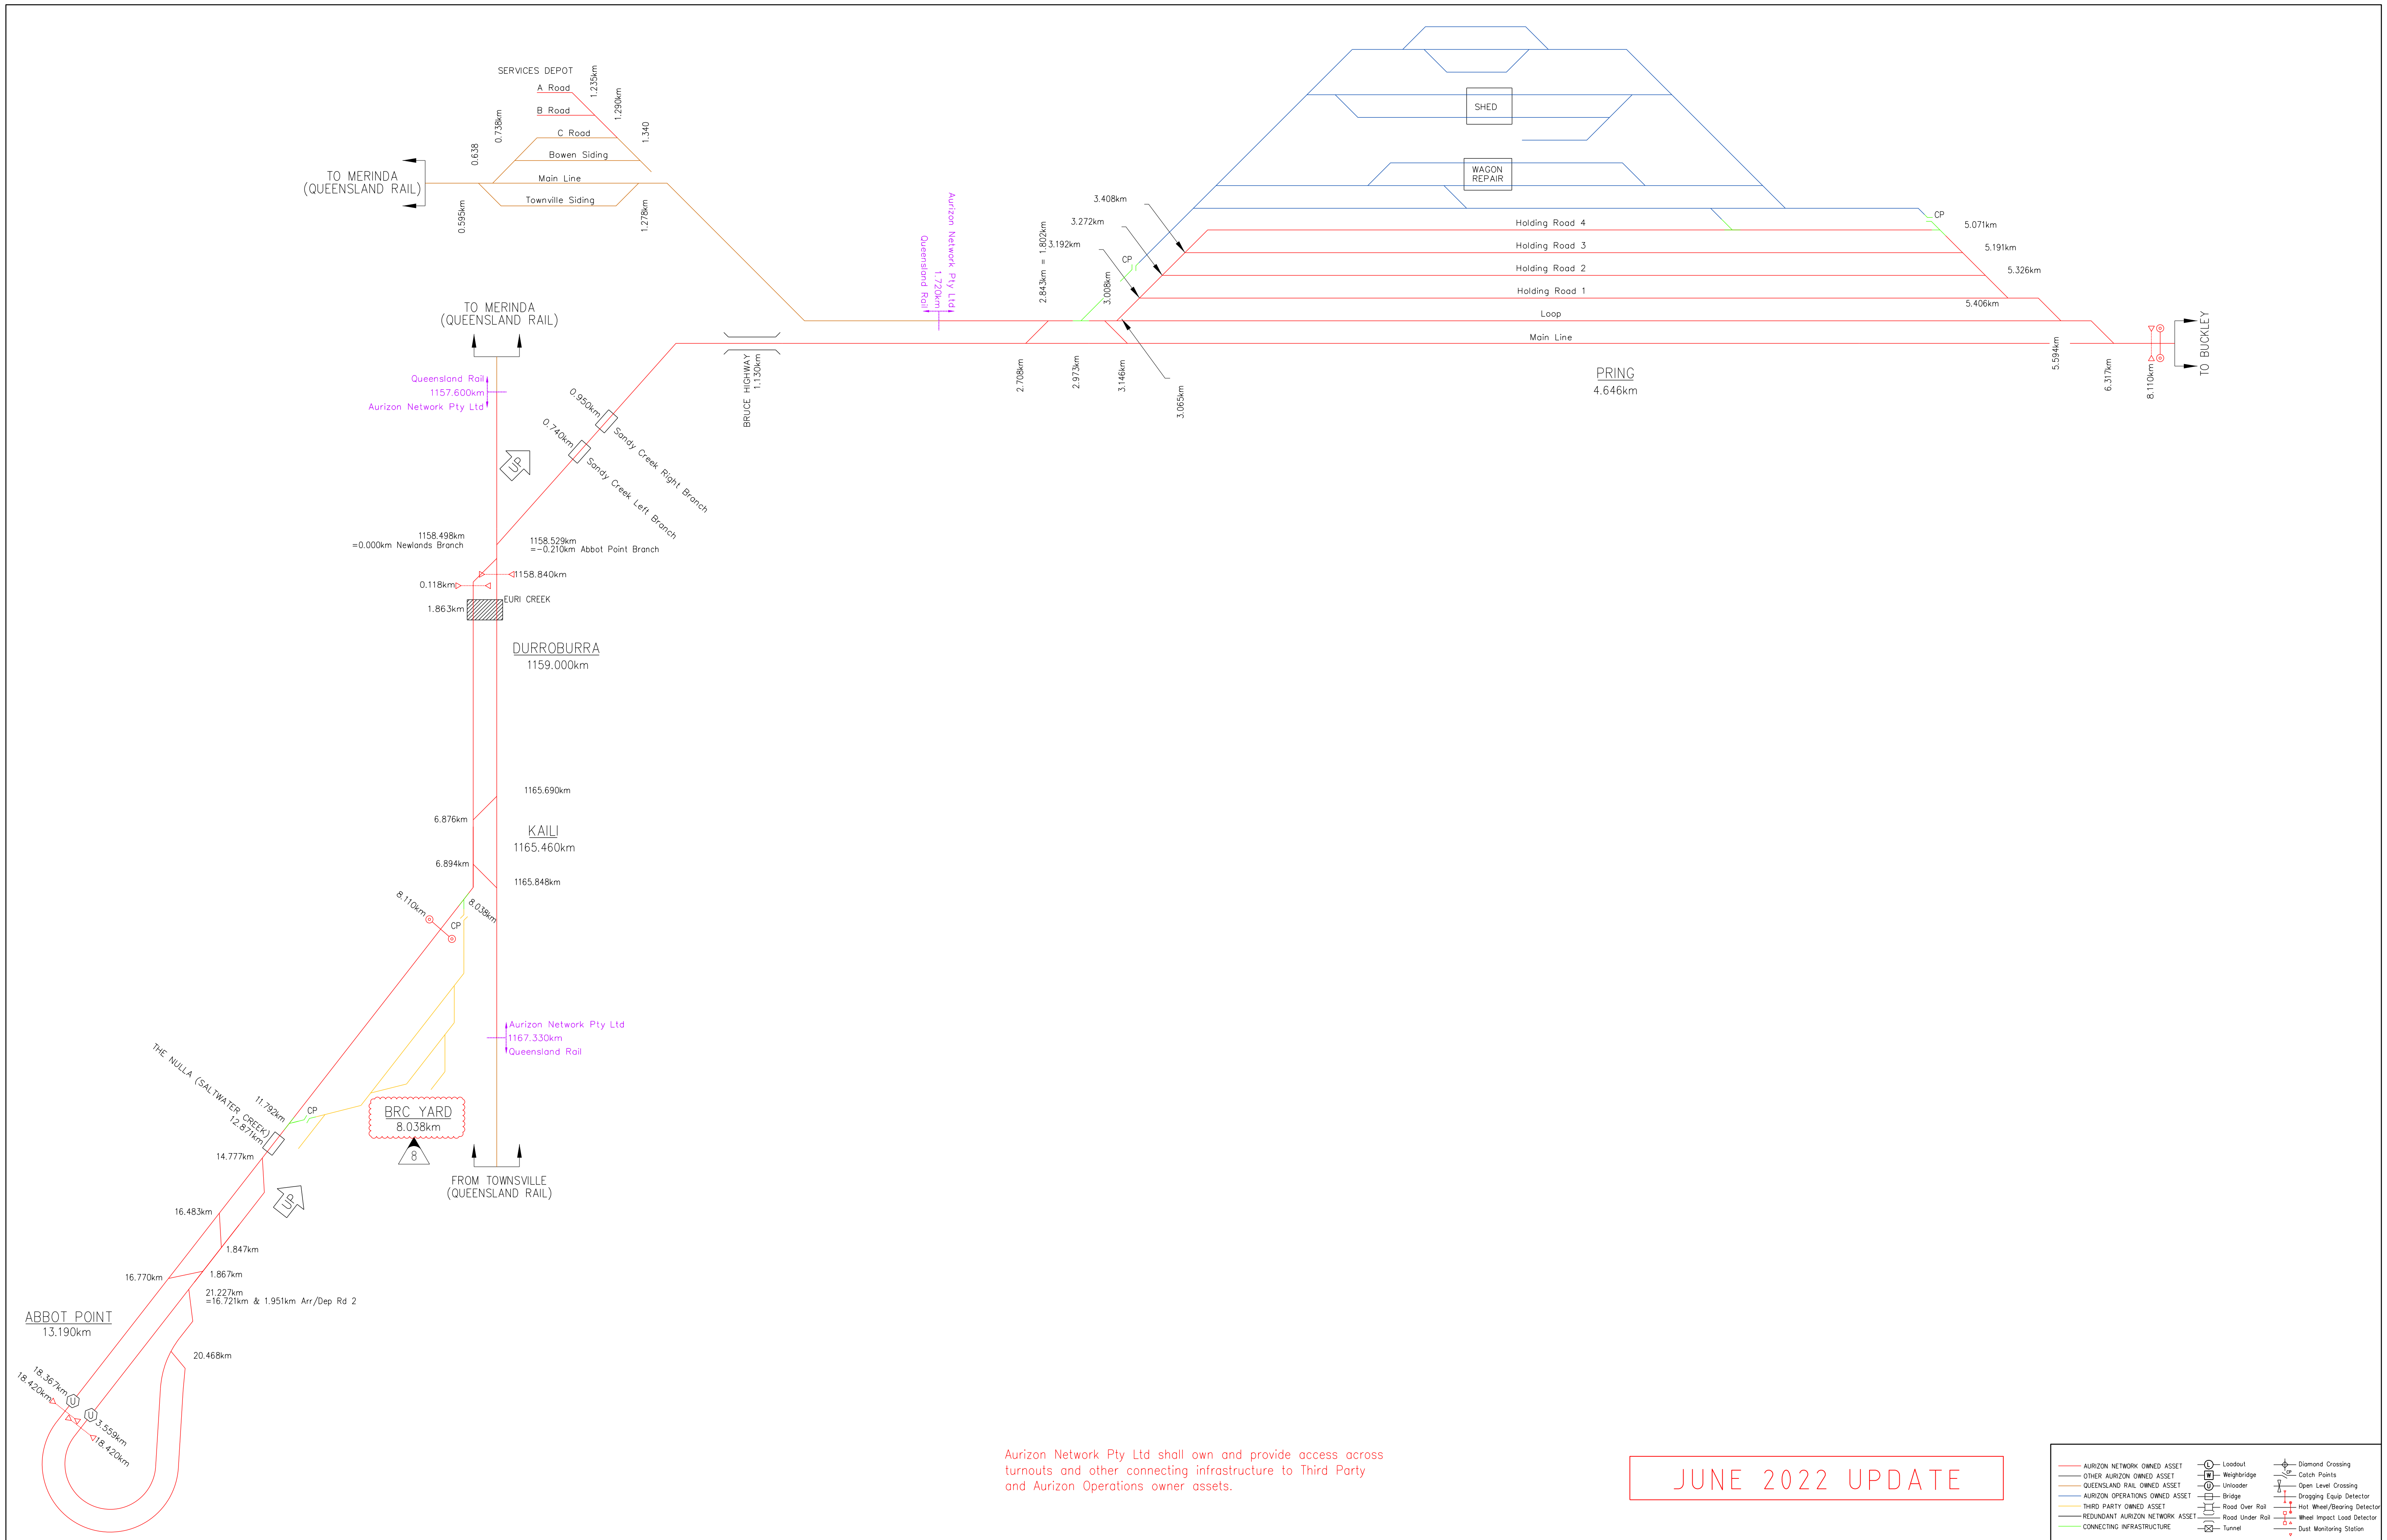 SERVICES DEPOT
A Road
B Road
C Road
Bowen Siding
Main Line
Townville Siding
1.235km
1.290km
1.340
0.738km
0.638
0.595km
1.278km
TO MERINDA
(QUEENSLAND RAIL)
SHED
WAGON
REPAIR
Aurizon Network Pty Ltd
1.720km
Queensland Rail
2.843km = 1.802km
3.408km
3.272km
3.192km
3.008km
CP
Holding Road 4
Holding Road 3
Holding Road 2
Holding Road 1
Loop
Main Line
CP
5.071km
5.191km
5.326km
5.406km
5.594km
6.317km
8.110km
TO BUCKLEY
PRING
4.646km
2.708km
2.973km
3.146km
3.065km
BRUCE HIGHWAY
1.130km
TO MERINDA
(QUEENSLAND RAIL)
Queensland Rail
1157.600km
Aurizon Network Pty Ltd
UP
0.950km
Sandy Creek Right Branch
0.740km
Sandy Creek Left Branch
1158.498km
=0.000km Newlands Branch
1158.529km
=-0.210km Abbot Point Branch
1158.840km
0.118km
EURI CREEK
1.863km
DURROBURRA
1159.000km
1165.690km
6.876km
KAILI
1165.460km
6.894km
1165.848km
8.110km
8.038km
CP
Aurizon Network Pty Ltd
1167.330km
Queensland Rail
THE NULLA (SALTWATER CREEK)
12.871km
11.792km
CP
BRC YARD
8.038km
8
FROM TOWNSVILLE
(QUEENSLAND RAIL)
14.777km
UP
16.483km
1.847km
16.770km
1.867km
21.227km
=16.721km & 1.951km Arr/Dep Rd 2
ABBOT POINT
13.190km
20.468km
18.367km
18.420km
U
U
3.559km
18.420km
Aurizon Network Pty Ltd shall own and provide access across
turnouts and other connecting infrastructure to Third Party
and Aurizon Operations owner assets.
JUNE 2022 UPDATE
AURIZON NETWORK OWNED ASSET
OTHER AURIZON OWNED ASSET
QUEENSLAND RAIL OWNED ASSET
AURIZON OPERATIONS OWNED ASSET
THIRD PARTY OWNED ASSET
REDUNDANT AURIZON NETWORK ASSET
CONNECTING INFRASTRUCTURE
L Loadout
W Weighbridge
U Unloader
Bridge
Road Over Rail
Road Under Rail
Tunnel
Diamond Crossing
CP Catch Points
Open Level Crossing
Dragging Equip Detector
Hot Wheel/Bearing Detector
Wheel Impact Load Detector
Dust Monitoring Station